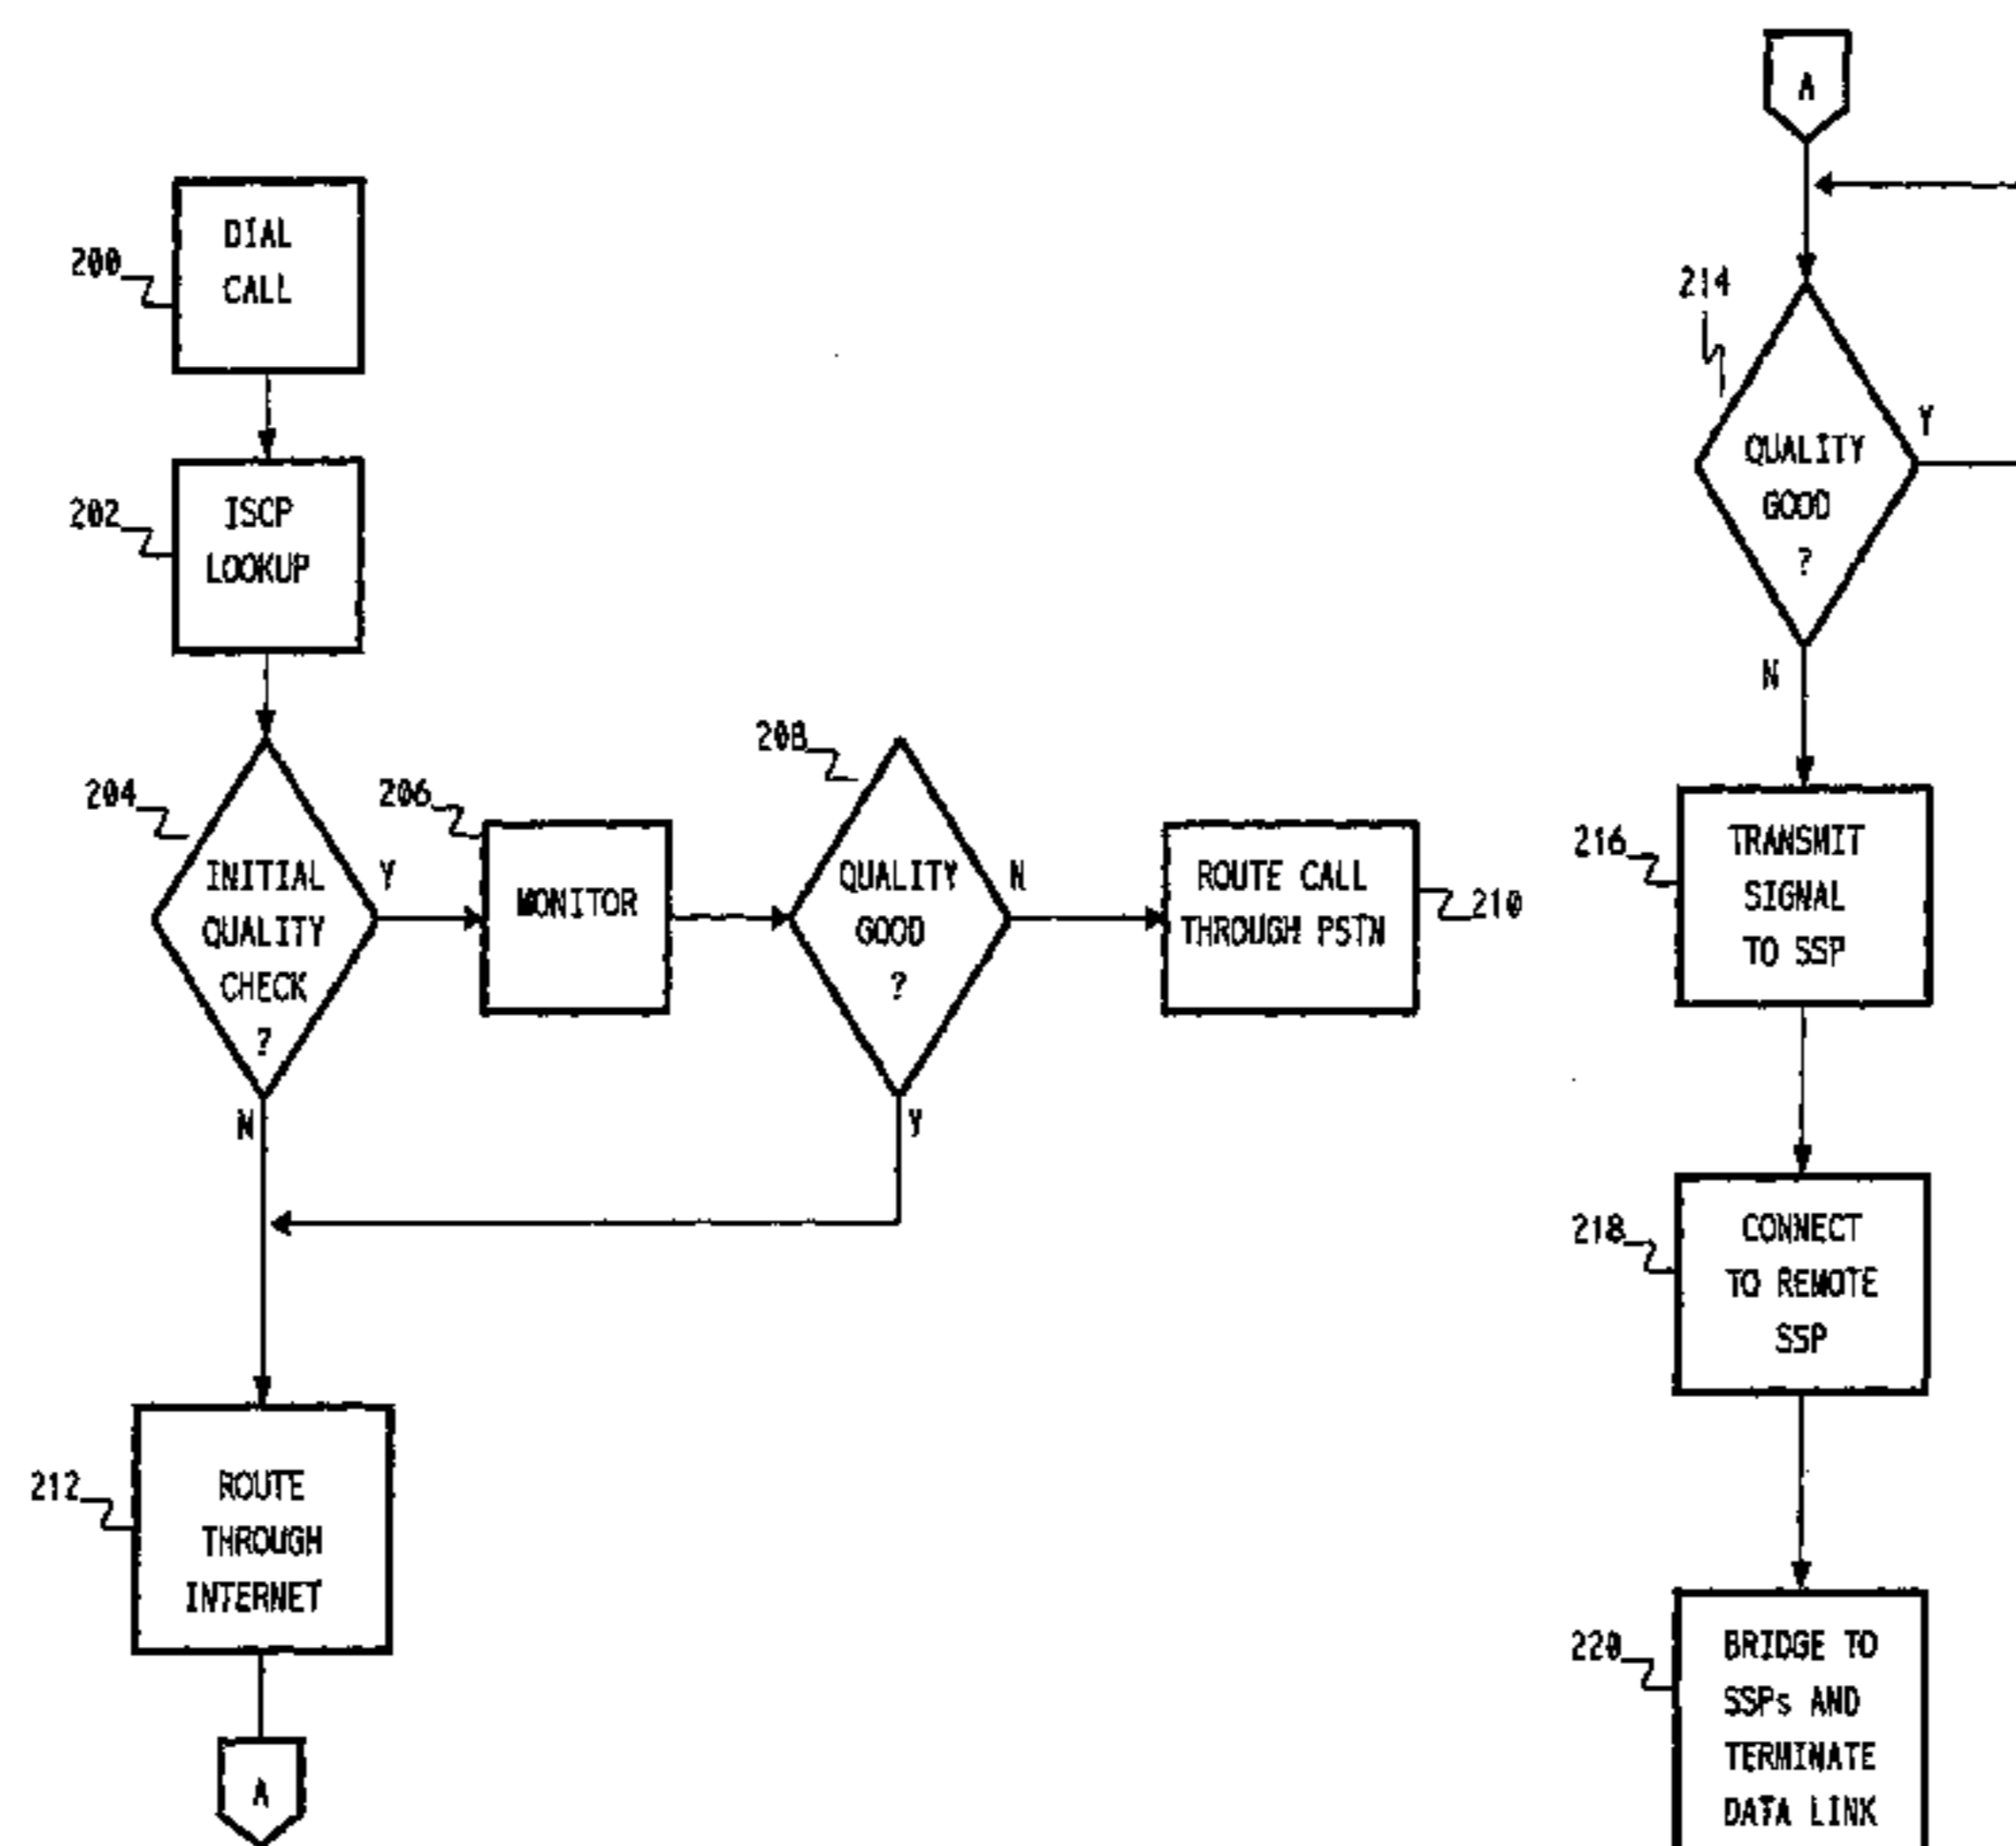 200
DIAL
CALL
202
ISCP
LOOKUP
204
INITIAL
QUALITY
CHECK
?
Y
N
206
MONITOR
208
QUALITY
GOOD
?
N
Y
ROUTE CALL
THROUGH PSTN
210
212
ROUTE
THROUGH
INTERNET
A
A
214
QUALITY
GOOD
?
Y
N
216
TRANSMIT
SIGNAL
TO SSP
218
CONNECT
TO REMOTE
SSP
220
BRIDGE TO
SSPs AND
TERMINATE
DATA LINK